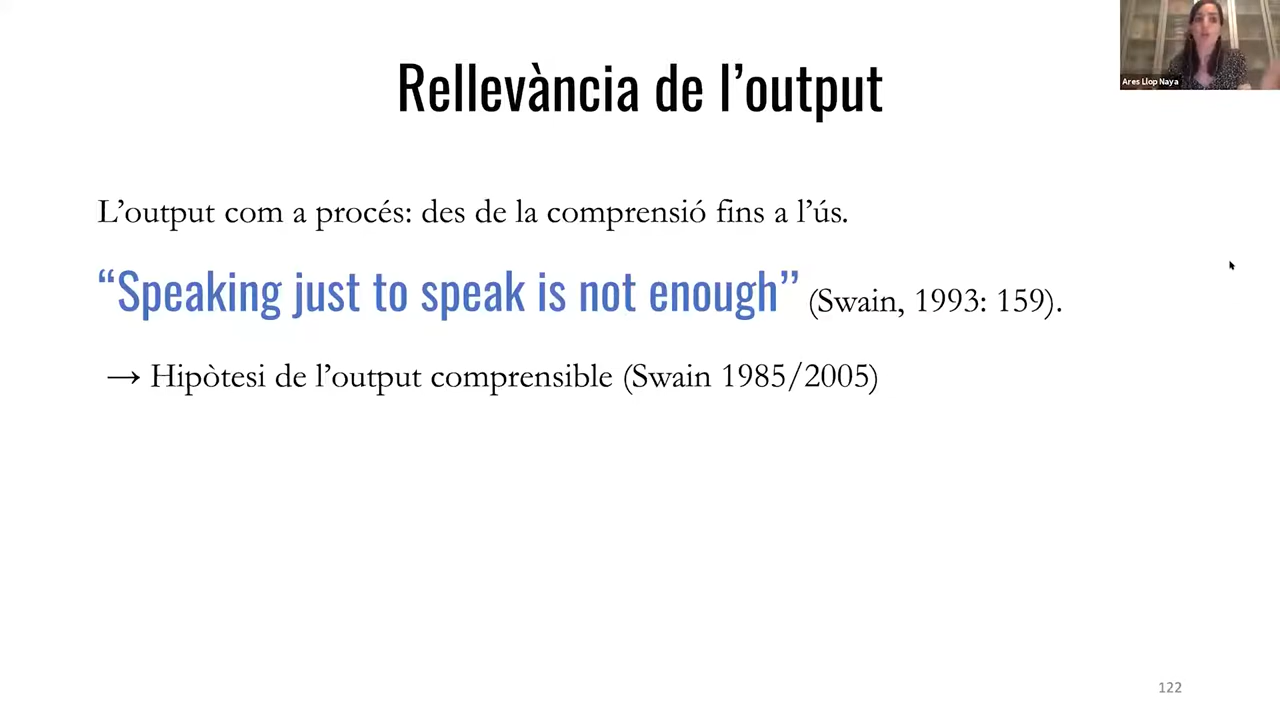 Ares Llop Naya
Rellevància de l’output
L’output com a procés: des de la comprensió fins a l’ús.
“Speaking just to speak is not enough” (Swain, 1993: 159).
→ Hipòtesi de l’output comprensible (Swain 1985/2005)
122